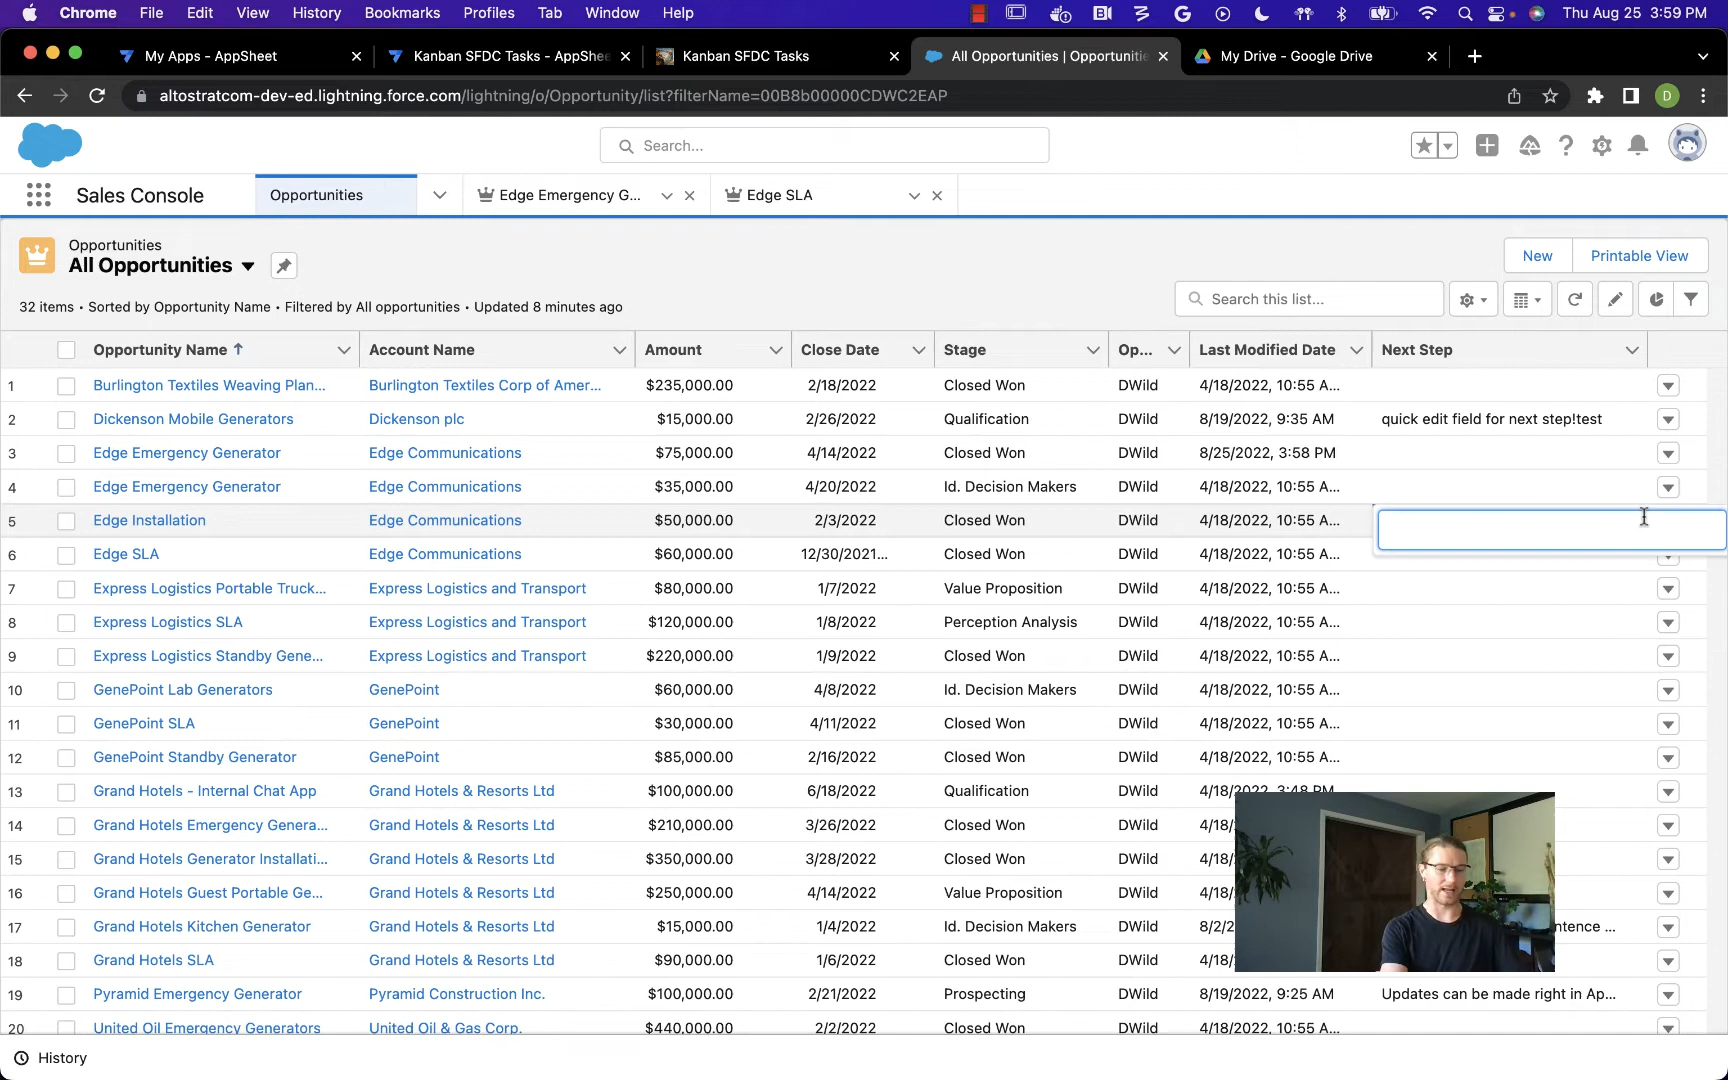 Chrome File Edit View History Bookmarks Profiles Tab Window Help Thu Aug 25 3:59 PM
My Apps - AppSheet Kanban SFDC Tasks - AppShee Kanban SFDC Tasks All Opportunities | Opportunitie My Drive - Google Drive
altostratcom-dev-ed.lightning.force.com/lightning/o/Opportunity/list?filterName=00B8b00000CDWC2EAP D
Search...
Sales Console Opportunities Edge Emergency G... Edge SLA
Opportunities
All Opportunities New Printable View
32 items • Sorted by Opportunity Name • Filtered by All opportunities • Updated 8 minutes ago Search this list...
Opportunity Name ↑ Account Name Amount Close Date Stage Op... Last Modified Date Next Step
1 Burlington Textiles Weaving Plan... Burlington Textiles Corp of Amer... $235,000.00 2/18/2022 Closed Won DWild 4/18/2022, 10:55 A...
2 Dickenson Mobile Generators Dickenson plc $15,000.00 2/26/2022 Qualification DWild 8/19/2022, 9:35 AM quick edit field for next step!test
3 Edge Emergency Generator Edge Communications $75,000.00 4/14/2022 Closed Won DWild 8/25/2022, 3:58 PM
4 Edge Emergency Generator Edge Communications $35,000.00 4/20/2022 Id. Decision Makers DWild 4/18/2022, 10:55 A...
5 Edge Installation Edge Communications $50,000.00 2/3/2022 Closed Won DWild 4/18/2022, 10:55 A...
6 Edge SLA Edge Communications $60,000.00 12/30/2021... Closed Won DWild 4/18/2022, 10:55 A...
7 Express Logistics Portable Truck... Express Logistics and Transport $80,000.00 1/7/2022 Value Proposition DWild 4/18/2022, 10:55 A...
8 Express Logistics SLA Express Logistics and Transport $120,000.00 1/8/2022 Perception Analysis DWild 4/18/2022, 10:55 A...
9 Express Logistics Standby Gene... Express Logistics and Transport $220,000.00 1/9/2022 Closed Won DWild 4/18/2022, 10:55 A...
10 GenePoint Lab Generators GenePoint $60,000.00 4/8/2022 Id. Decision Makers DWild 4/18/2022, 10:55 A...
11 GenePoint SLA GenePoint $30,000.00 4/11/2022 Closed Won DWild 4/18/2022, 10:55 A...
12 GenePoint Standby Generator GenePoint $85,000.00 2/16/2022 Closed Won DWild 4/18/2022, 10:55 A...
13 Grand Hotels - Internal Chat App Grand Hotels & Resorts Ltd $100,000.00 6/18/2022 Qualification DWild 4/18/2022, 3:48 PM
14 Grand Hotels Emergency Genera... Grand Hotels & Resorts Ltd $210,000.00 3/26/2022 Closed Won DWild 4/18/
15 Grand Hotels Generator Installati... Grand Hotels & Resorts Ltd $350,000.00 3/28/2022 Closed Won DWild 4/18/
16 Grand Hotels Guest Portable Ge... Grand Hotels & Resorts Ltd $250,000.00 4/14/2022 Value Proposition DWild 4/18/
17 Grand Hotels Kitchen Generator Grand Hotels & Resorts Ltd $15,000.00 1/4/2022 Id. Decision Makers DWild 8/2/2 ntence ...
18 Grand Hotels SLA Grand Hotels & Resorts Ltd $90,000.00 1/6/2022 Closed Won DWild 4/18/
19 Pyramid Emergency Generator Pyramid Construction Inc. $100,000.00 2/21/2022 Prospecting DWild 8/19/2022, 9:25 AM Updates can be made right in Ap...
20 United Oil Emergency Generators United Oil & Gas Corp. $440,000.00 2/2/2022 Closed Won DWild 4/18/2022, 10:55 A...
History